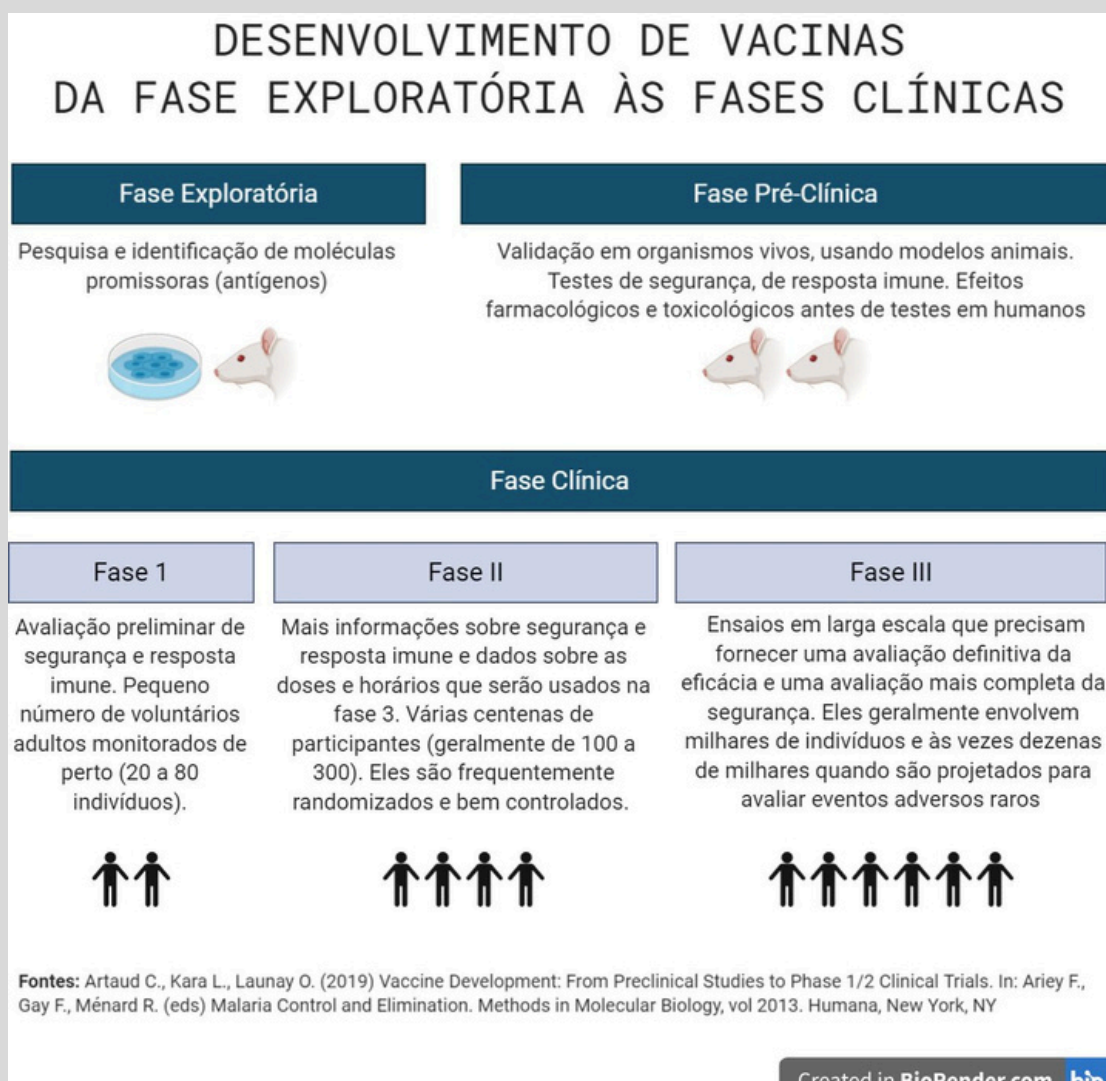 DESENVOLVIMENTO DE VACINAS
DA FASE EXPLORATÓRIA ÀS FASES CLÍNICAS
Fase Exploratória
Pesquisa e identificação de moléculas
promissoras (antígenos)
Fase Pré-Clínica
Validação em organismos vivos, usando modelos animais.
Testes de segurança, de resposta imune. Efeitos
farmacológicos e toxicológicos antes de testes em humanos
Fase Clínica
Fase 1
Avaliação preliminar de
segurança e resposta
imune. Pequeno
número de voluntários
adultos monitorados de
perto (20 a 80
indivíduos).
Fase II
Mais informações sobre segurança e
resposta imune e dados sobre as
doses e horários que serão usados na
fase 3. Várias centenas de
participantes (geralmente de 100 a
300). Eles são frequentemente
randomizados e bem controlados.
Fase III
Ensaios em larga escala que precisam
fornecer uma avaliação definitiva da
eficácia e uma avaliação mais completa da
segurança. Eles geralmente envolvem
milhares de indivíduos e às vezes dezenas
de milhares quando são projetados para
avaliar eventos adversos raros
Fontes: Artaud C., Kara L., Launay O. (2019) Vaccine Development: From Preclinical Studies to Phase 1/2 Clinical Trials. In: Ariey F.,
Gay F., Ménard R. (eds) Malaria Control and Elimination. Methods in Molecular Biology, vol 2013. Humana, New York, NY
Created in BioRender.com bio